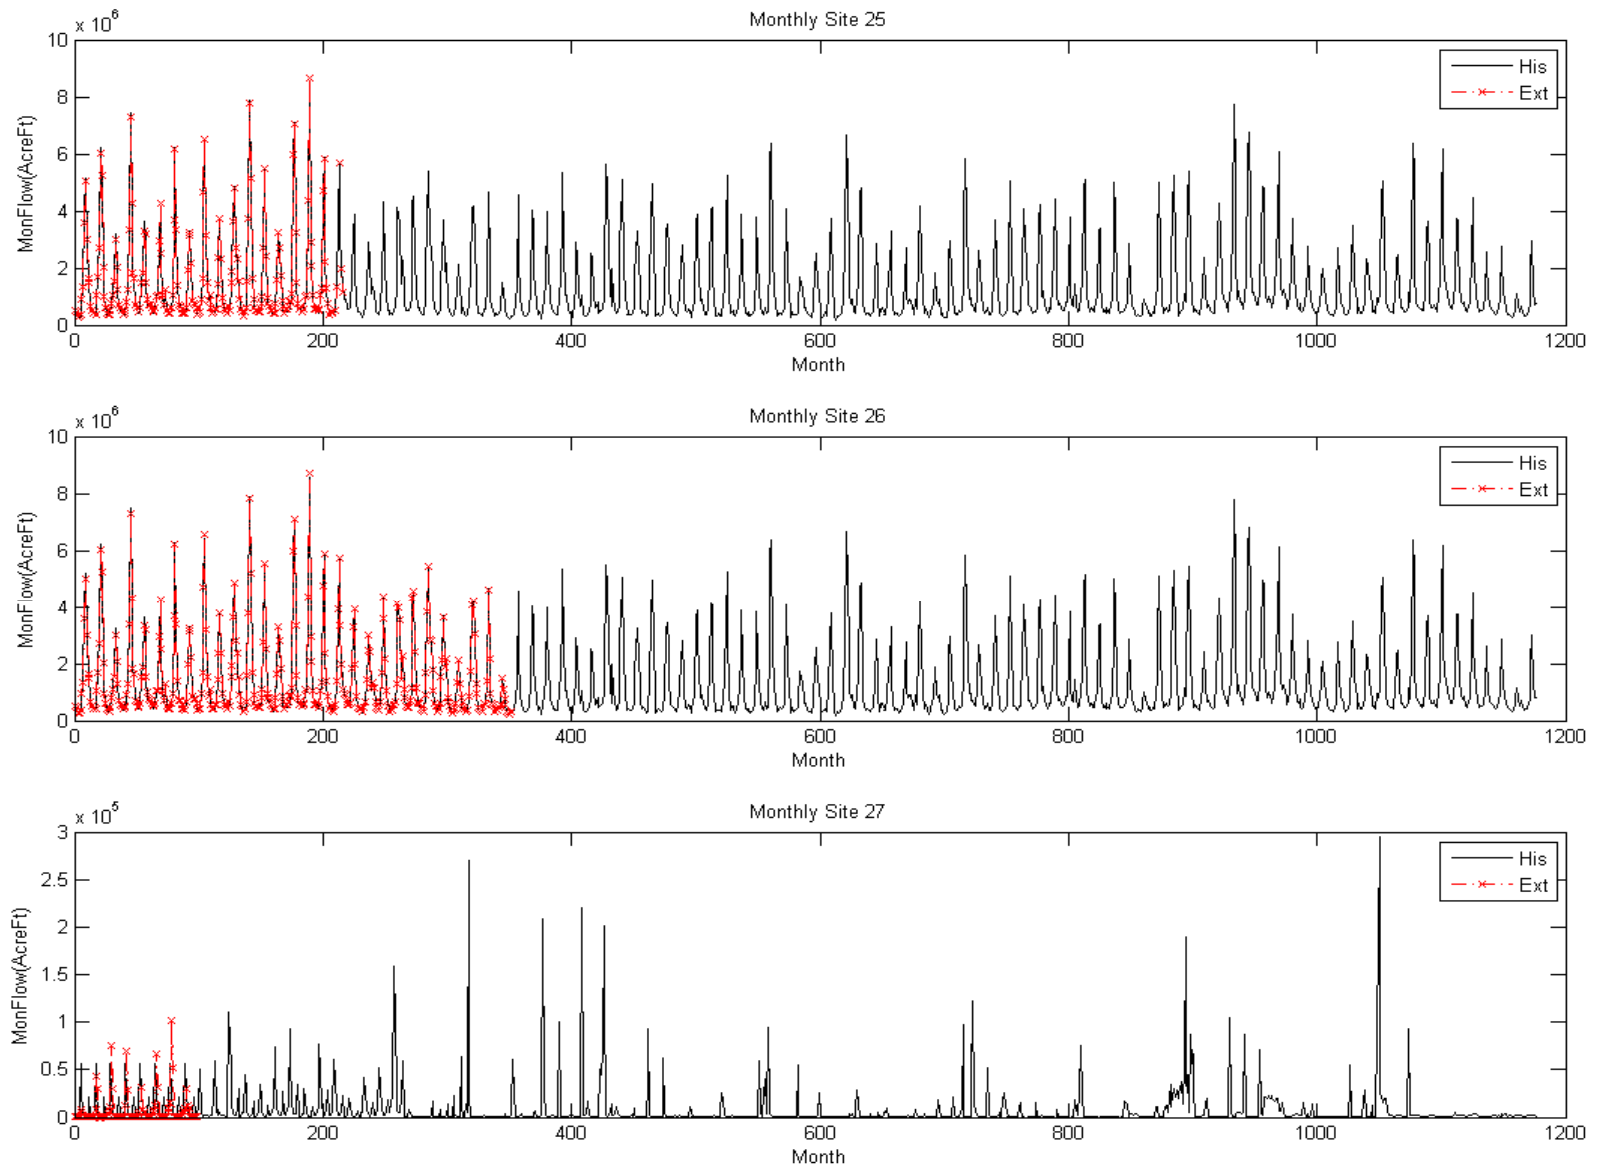 x 10^6
Monthly Site 25
10
8
6
4
2
0
MonFlow(AcreFt)
His
Ext
0 200 400 600 800 1000 1200
Month
x 10^6
Monthly Site 26
10
8
6
4
2
0
MonFlow(AcreFt)
His
Ext
0 200 400 600 800 1000 1200
Month
x 10^5
Monthly Site 27
3
2.5
2
1.5
1
0.5
0
MonFlow(AcreFt)
His
Ext
0 200 400 600 800 1000 1200
Month